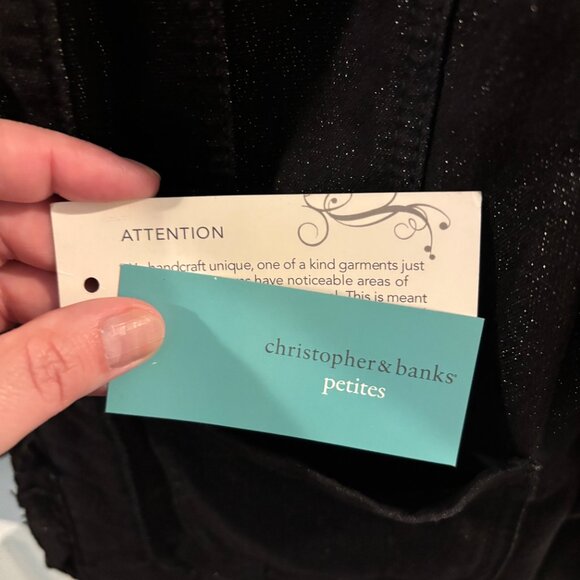 ATTENTION
handcraft unique, one of a kind garments just
have noticeable areas of
This is meant
christopher & banks
petites